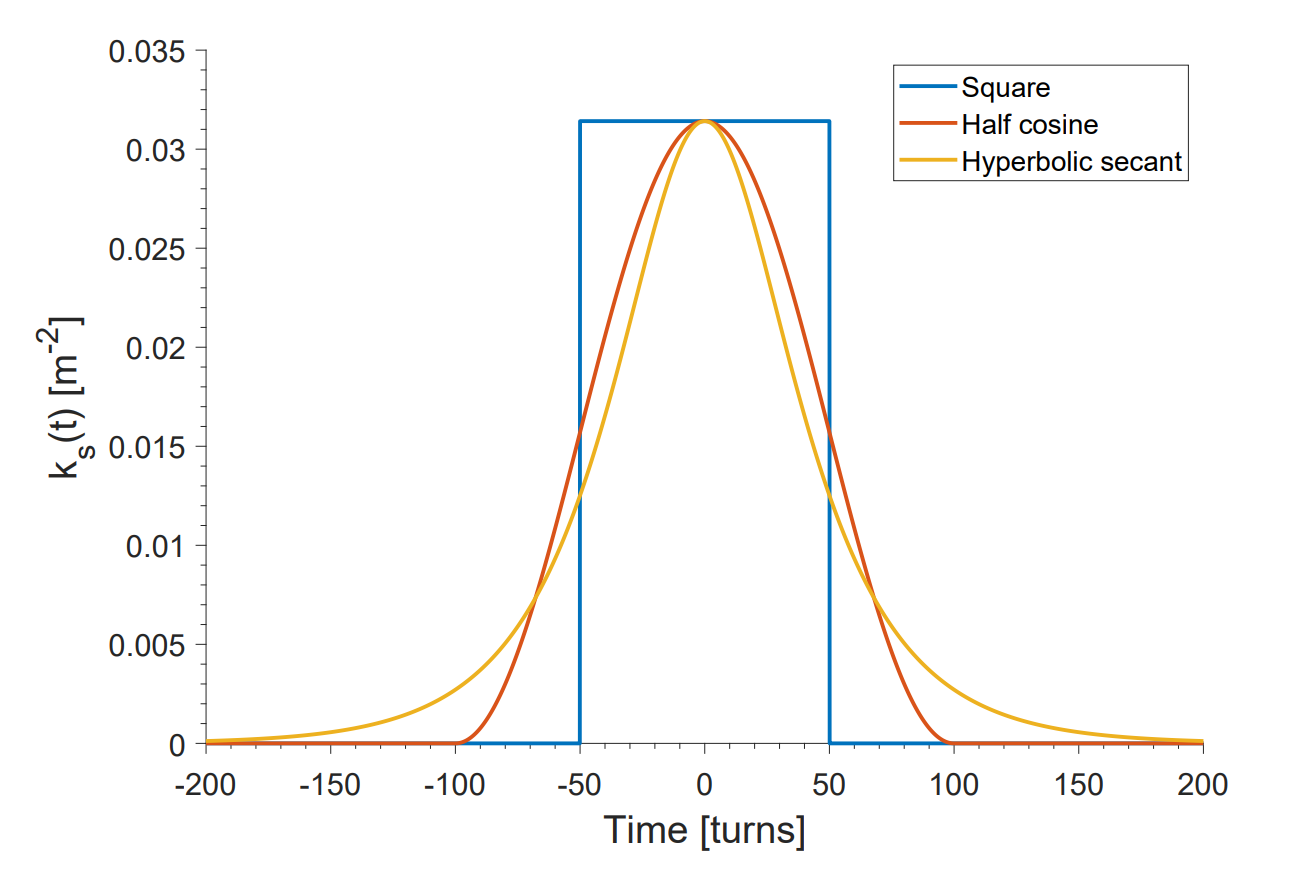 0.035
0.03
0.025
0.02
0.015
0.01
0.005
0
k_s(t) [m^-2]
Square
Half cosine
Hyperbolic secant
-200 -150 -100 -50 0 50 100 150 200
Time [turns]